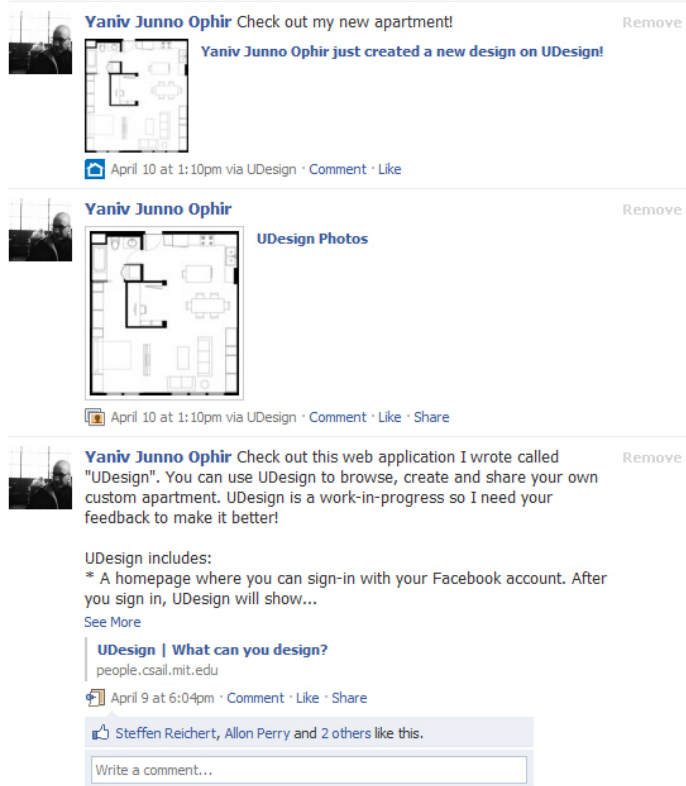 Yaniv Junno Ophir Check out my new apartment! Remove
Yaniv Junno Ophir just created a new design on UDesign!
April 10 at 1:10pm via UDesign · Comment · Like
Yaniv Junno Ophir Remove
UDesign Photos
April 10 at 1:10pm via UDesign · Comment · Like · Share
Yaniv Junno Ophir Check out this web application I wrote called Remove
"UDesign". You can use UDesign to browse, create and share your own
custom apartment. UDesign is a work-in-progress so I need your
feedback to make it better!
UDesign includes:
* A homepage where you can sign-in with your Facebook account. After
you sign in, UDesign will show...
See More
UDesign | What can you design?
people.csail.mit.edu
April 9 at 6:04pm · Comment · Like · Share
Steffen Reichert, Allon Perry and 2 others like this.
Write a comment...